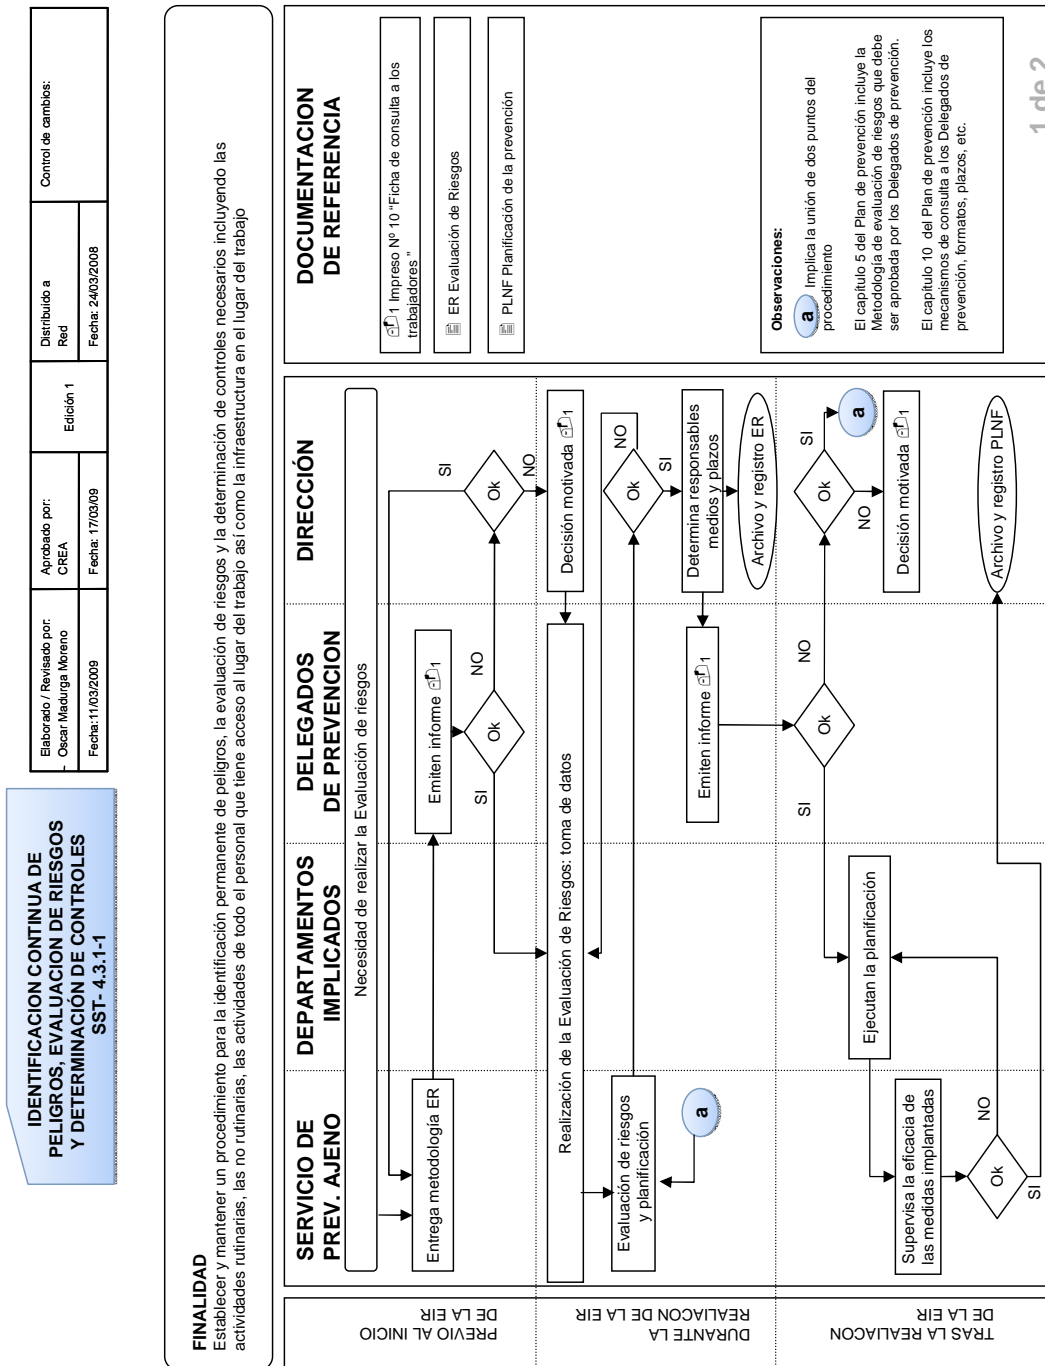 IDENTIFICACION CONTINUA DE
PELIGROS, EVALUACION DE RIESGOS
Y DETERMINACIÓN DE CONTROLES
SST- 4.3.1-1
Elaborado / Revisado por:
Oscar Madurga Moreno
Fecha:11/03/2009
Aprobado por:
CREA
Fecha: 17/03/09
Edición 1
Distribuido a
Red
Fecha: 24/03/2008
Control de cambios:
FINALIDAD
Establecer y mantener un procedimiento para la identificación permanente de peligros, la evaluación de riesgos y la determinación de controles necesarios incluyendo las
actividades rutinarias, las no rutinarias, las actividades de todo el personal que tiene acceso al lugar del trabajo así como la infraestructura en el lugar del trabajo
SERVICIO DE
PREV. AJENO
DEPARTAMENTOS
IMPLICADOS
DELEGADOS
DE PREVENCION
DIRECCIÓN
DOCUMENTACION
DE REFERENCIA
PREVIO AL INICIO
DE LA EIR
Necesidad de realizar la Evaluación de riesgos
Entrega metodología ER
Emiten informe 1
Ok
SI
NO
Ok
SI
NO
DURANTE LA
REALIACON DE LA EIR
Realización de la Evaluación de Riesgos: toma de datos
Decisión motivada 1
Evaluación de riesgos
y planificación
a
Ok
NO
SI
Determina responsables
medios y plazos
Emiten informe 1
Archivo y registro ER
TRAS LA REALIACON
DE LA EIR
Ok
SI
NO
Ok
SI
a
NO
Decisión motivada 1
Ejecutan la planificación
Supervisa la eficacia de
las medidas implantadas
Ok
NO
SI
Archivo y registro PLNF
1 Impreso Nº 10 “Ficha de consulta a los
trabajadores ”
ER Evaluación de Riesgos
PLNF Planificación de la prevención
Observaciones:
a Implica la unión de dos puntos del
procedimiento
El capítulo 5 del Plan de prevención incluye la
Metodología de evaluación de riesgos que debe
ser aprobada por los Delegados de prevención.
El capítulo 10 del Plan de prevención incluye los
mecanismos de consulta a los Delegados de
prevención, formatos, plazos, etc.
1 de 2